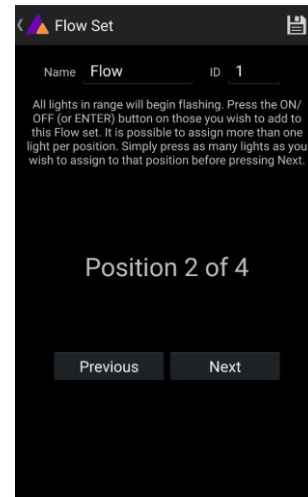 Flow Set
Name Flow ID 1
All lights in range will begin flashing. Press the ON/
OFF (or ENTER) button on those you wish to add to
this Flow set. It is possible to assign more than one
light per position. Simply press as many lights as you
wish to assign to that position before pressing Next.
Position 2 of 4
Previous Next